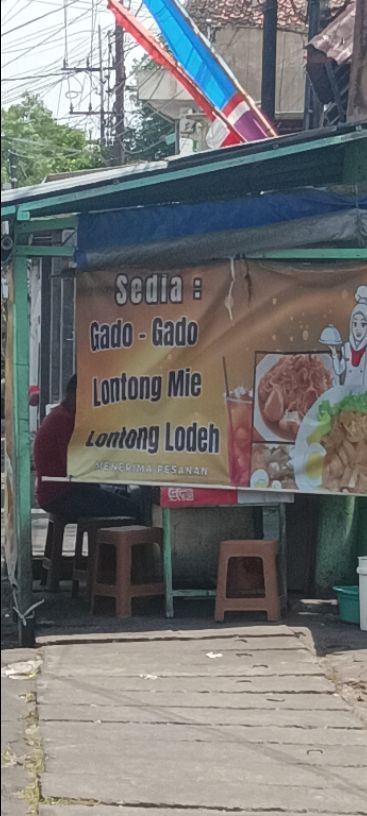 Sedia :
Gado - Gado
Lontong Mie
Lontong Lodeh
MENERIMA PESANAN